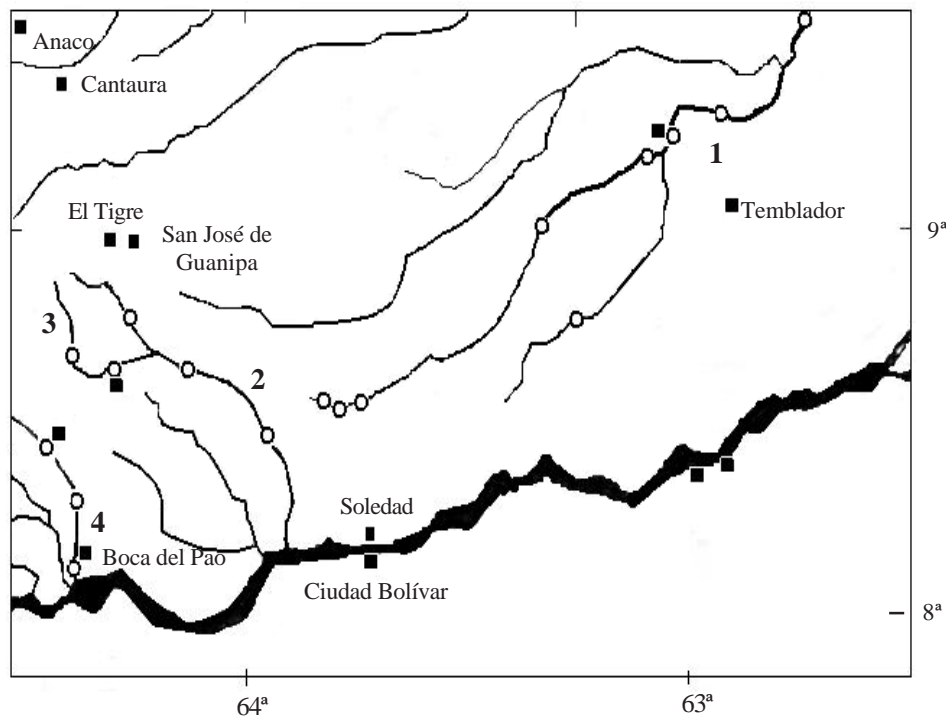 Anaco
Cantaura
1
El Tigre
Temblador
San José de
Guanipa
9ª
3
2
Soledad
4
Boca del Pao
Ciudad Bolívar
8ª
64ª
63ª